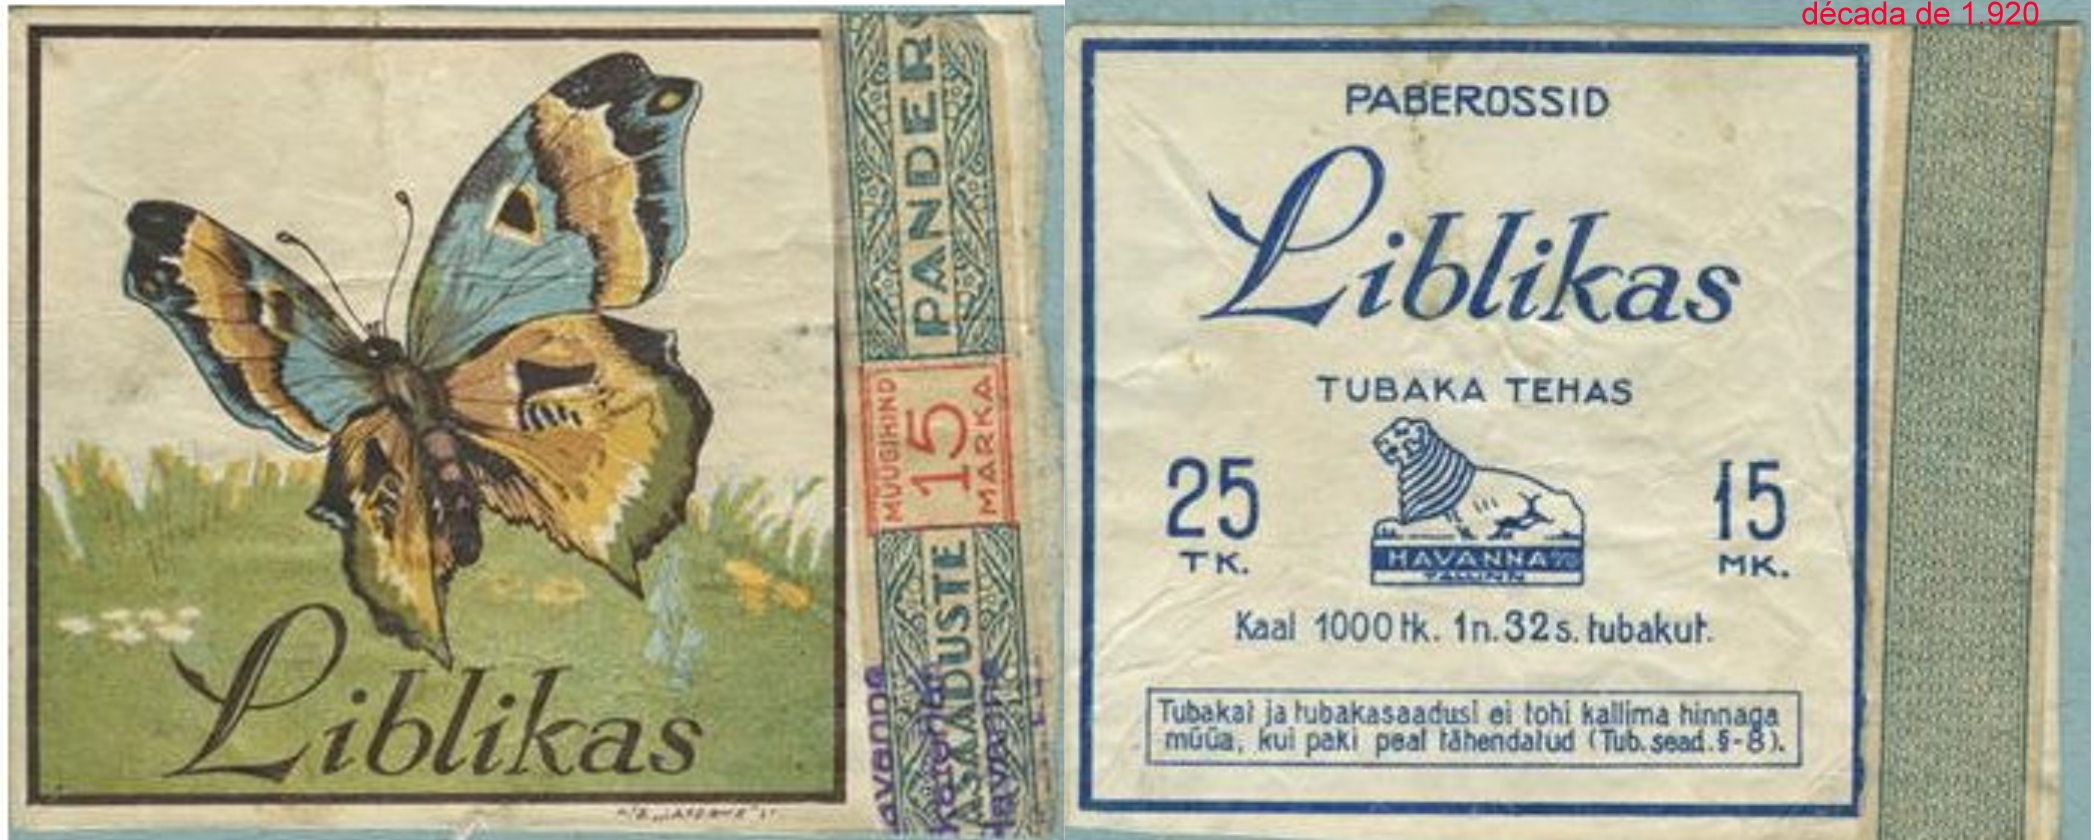 década de 1.920
Liblikas
PANDER
MÜÜGIHIND
15
MARKA
PABEROSSID
Liblikas
TUBAKA TEHAS
25
TK.
HAVANNA
TALLINN
15
MK.
Kaal 1000 tk. 1n. 32 s. tubakut.
Tubakat ja tubakasaadusi ei tohi kallima hinnaga
müüa, kui paki peal tähendatud (Tub. sead. §-8).